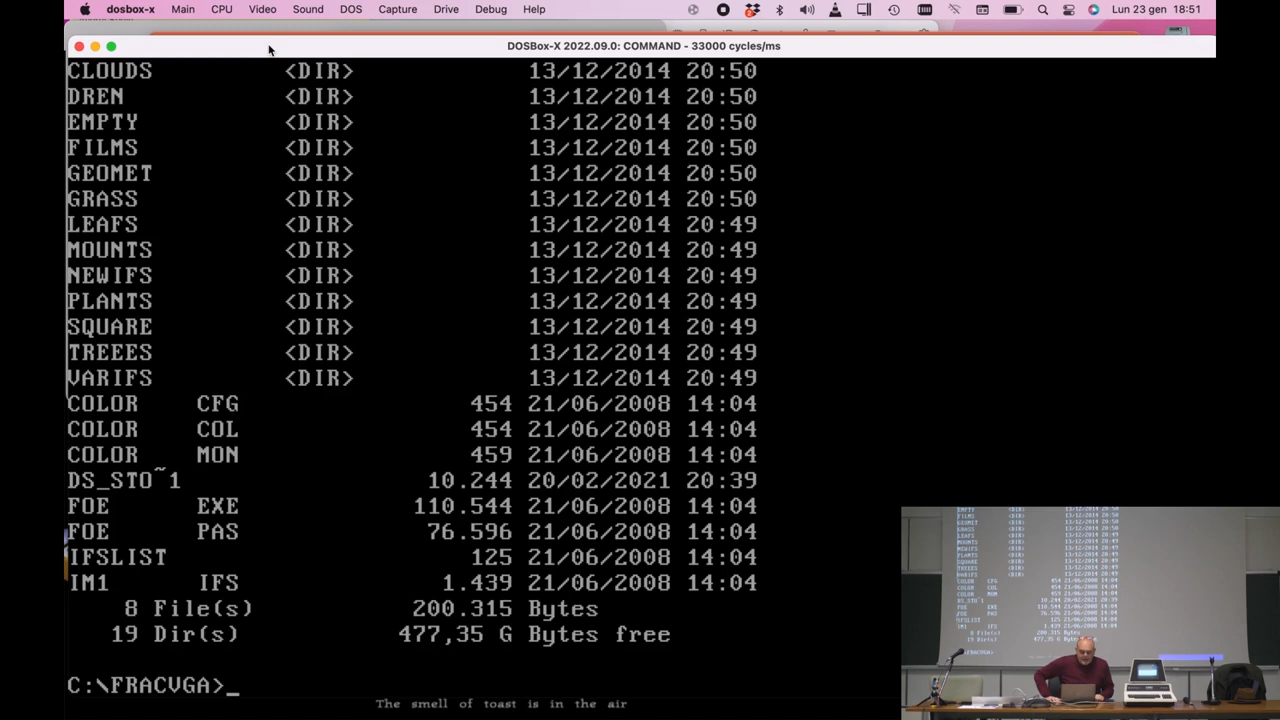 dosbox-x Main CPU Video Sound DOS Capture Drive Debug Help Lun 23 gen 18:51
DOSBox-X 2022.09.0: COMMAND - 33000 cycles/ms
CLOUDS <DIR> 13/12/2014 20:50
DREN <DIR> 13/12/2014 20:50
EMPTY <DIR> 13/12/2014 20:50
FILMS <DIR> 13/12/2014 20:50
GEOMET <DIR> 13/12/2014 20:50
GRASS <DIR> 13/12/2014 20:50
LEAFS <DIR> 13/12/2014 20:49
MOUNTS <DIR> 13/12/2014 20:49
NEWIFS <DIR> 13/12/2014 20:49
PLANTS <DIR> 13/12/2014 20:49
SQUARE <DIR> 13/12/2014 20:49
TREEES <DIR> 13/12/2014 20:49
VARIFS <DIR> 13/12/2014 20:49
COLOR CFG 454 21/06/2008 14:04
COLOR COL 454 21/06/2008 14:04
COLOR MON 459 21/06/2008 14:04
DS_STO~1 10.244 20/02/2021 20:39
FOE EXE 110.544 21/06/2008 14:04
FOE PAS 76.596 21/06/2008 14:04
IFSLIST 125 21/06/2008 14:04
IM1 IFS 1.439 21/06/2008 14:04
8 File(s) 200.315 Bytes
19 Dir(s) 477,35 G Bytes free
C:\FRACVGA>_
The smell of toast is in the air